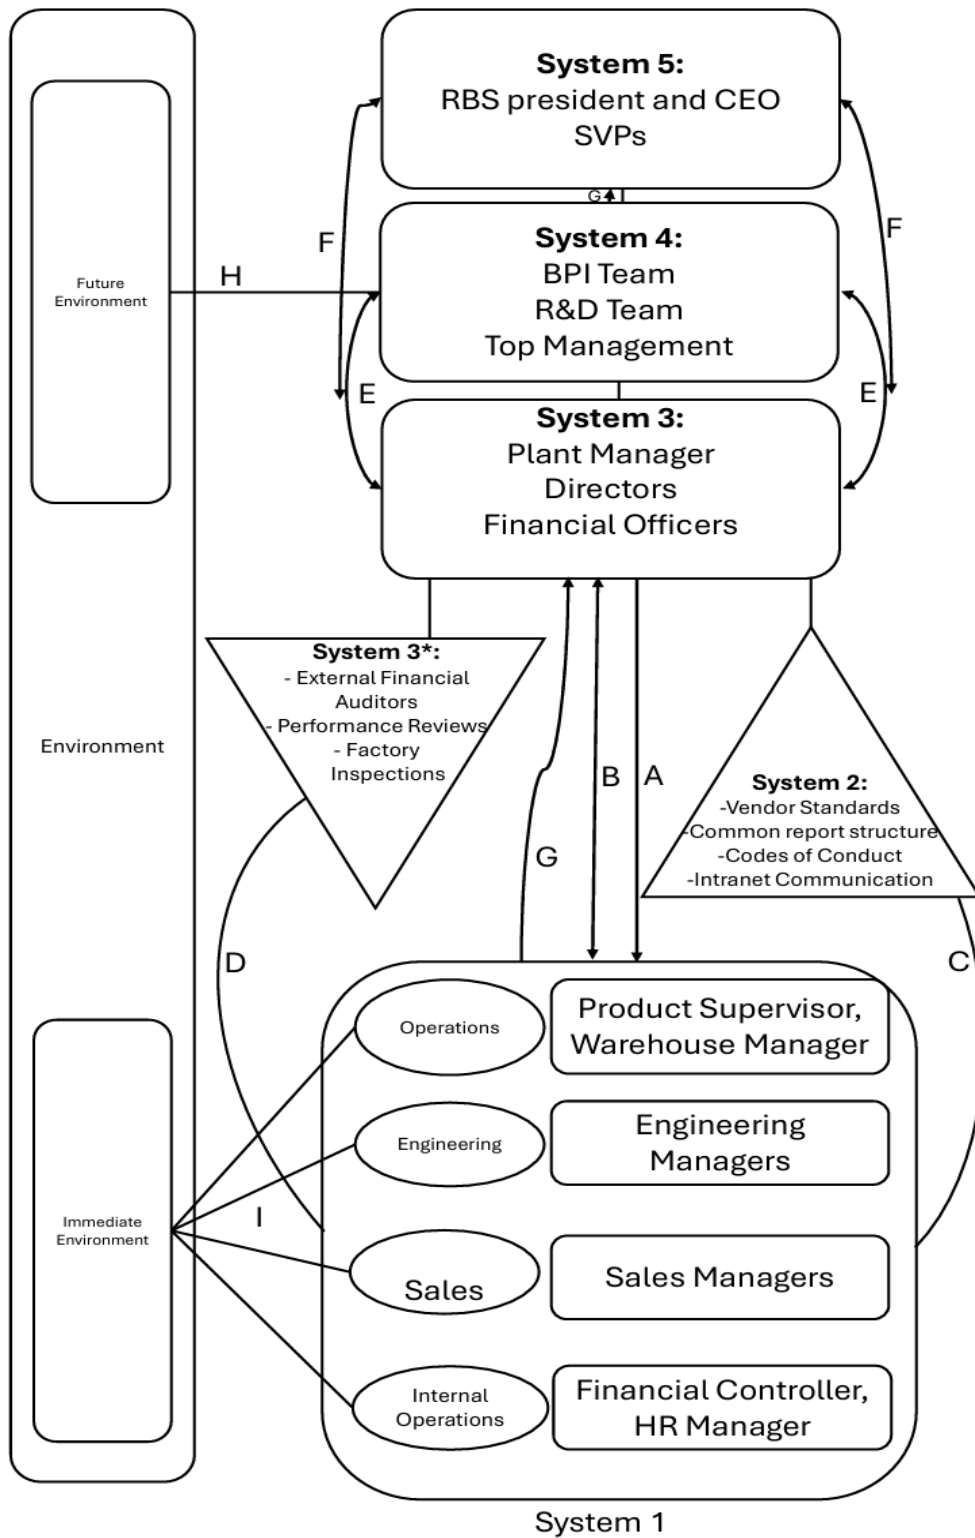 System 5:
RBS president and CEO
SVPs
G
System 4:
BPI Team
R&D Team
Top Management
F
F
H
Future
Environment
E
E
System 3:
Plant Manager
Directors
Financial Officers
System 3*:
- External Financial
Auditors
- Performance Reviews
- Factory
Inspections
Environment
B
A
G
System 2:
-Vendor Standards
-Common report structure
-Codes of Conduct
-Intranet Communication
D
C
Operations
Product Supervisor,
Warehouse Manager
Engineering
Engineering
Managers
I
Immediate
Environment
Sales
Sales Managers
Internal
Operations
Financial Controller,
HR Manager
System 1